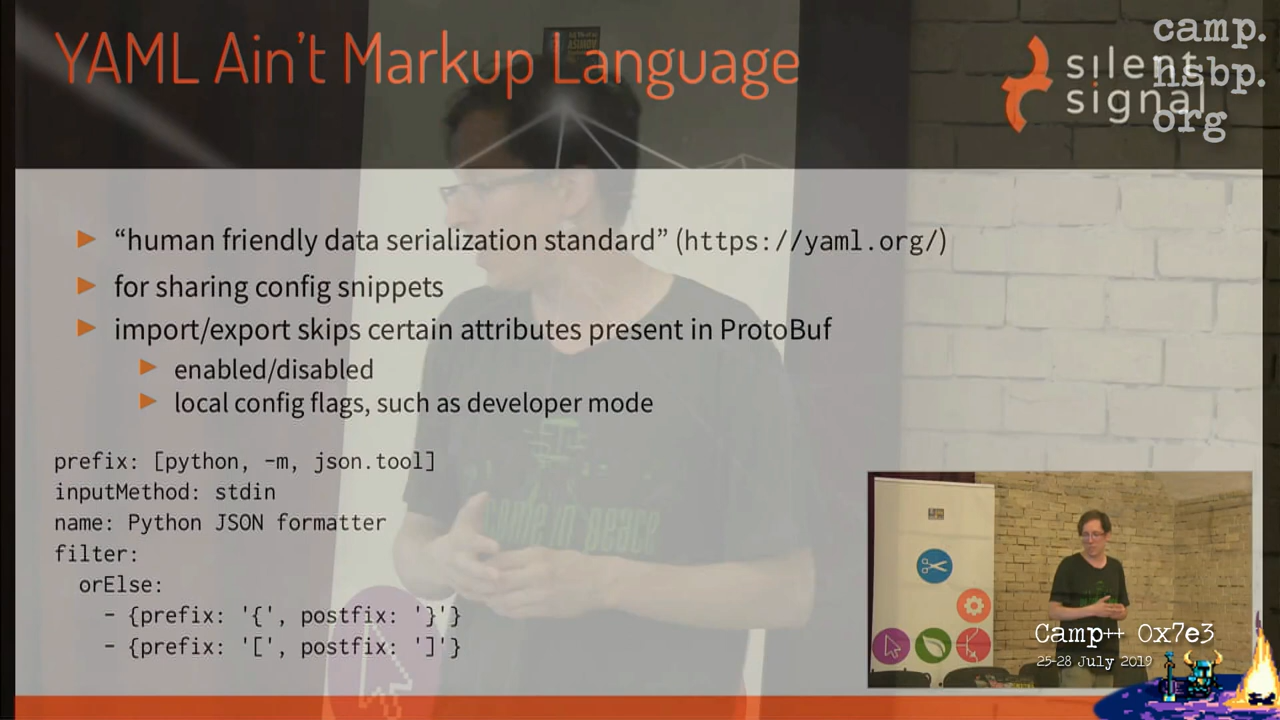 YAML Ain't Markup Language
silent
signal
camp.
hsbp.
org
“human friendly data serialization standard” (https://yaml.org/)
for sharing config snippets
import/export skips certain attributes present in ProtoBuf
enabled/disabled
local config flags, such as developer mode
prefix: [python, -m, json.tool]
inputMethod: stdin
name: Python JSON formatter
filter:
  orElse:
    - {prefix: '{', postfix: '}'}
    - {prefix: '[', postfix: ']'}
in peace
Camp++ 0x7e3
25-28 July 2019